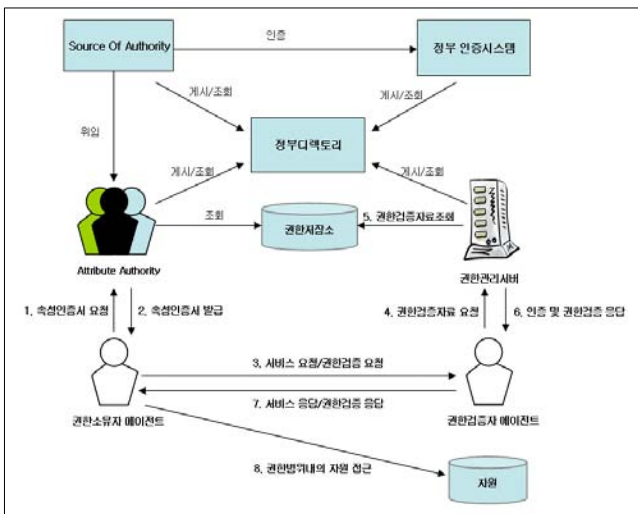 인증
Source Of Authority
정부 인증시스템
게시/조회
게시/조회
위임
정부디렉토리
게시/조회
게시/조회
조회
5. 권한검증자료조회
권한저장소
Attribute Authority
권한관리서버
1. 속성인증서 요청
2. 속성인증서 발급
4. 권한검증자료 요청
6. 인증 및 권한검증 응답
3. 서비스 요청/권한검증 요청
7. 서비스 응답/권한검증 응답
권한소유자 에이전트
권한검증자 에이전트
8. 권한범위내의 자원 접근
자원